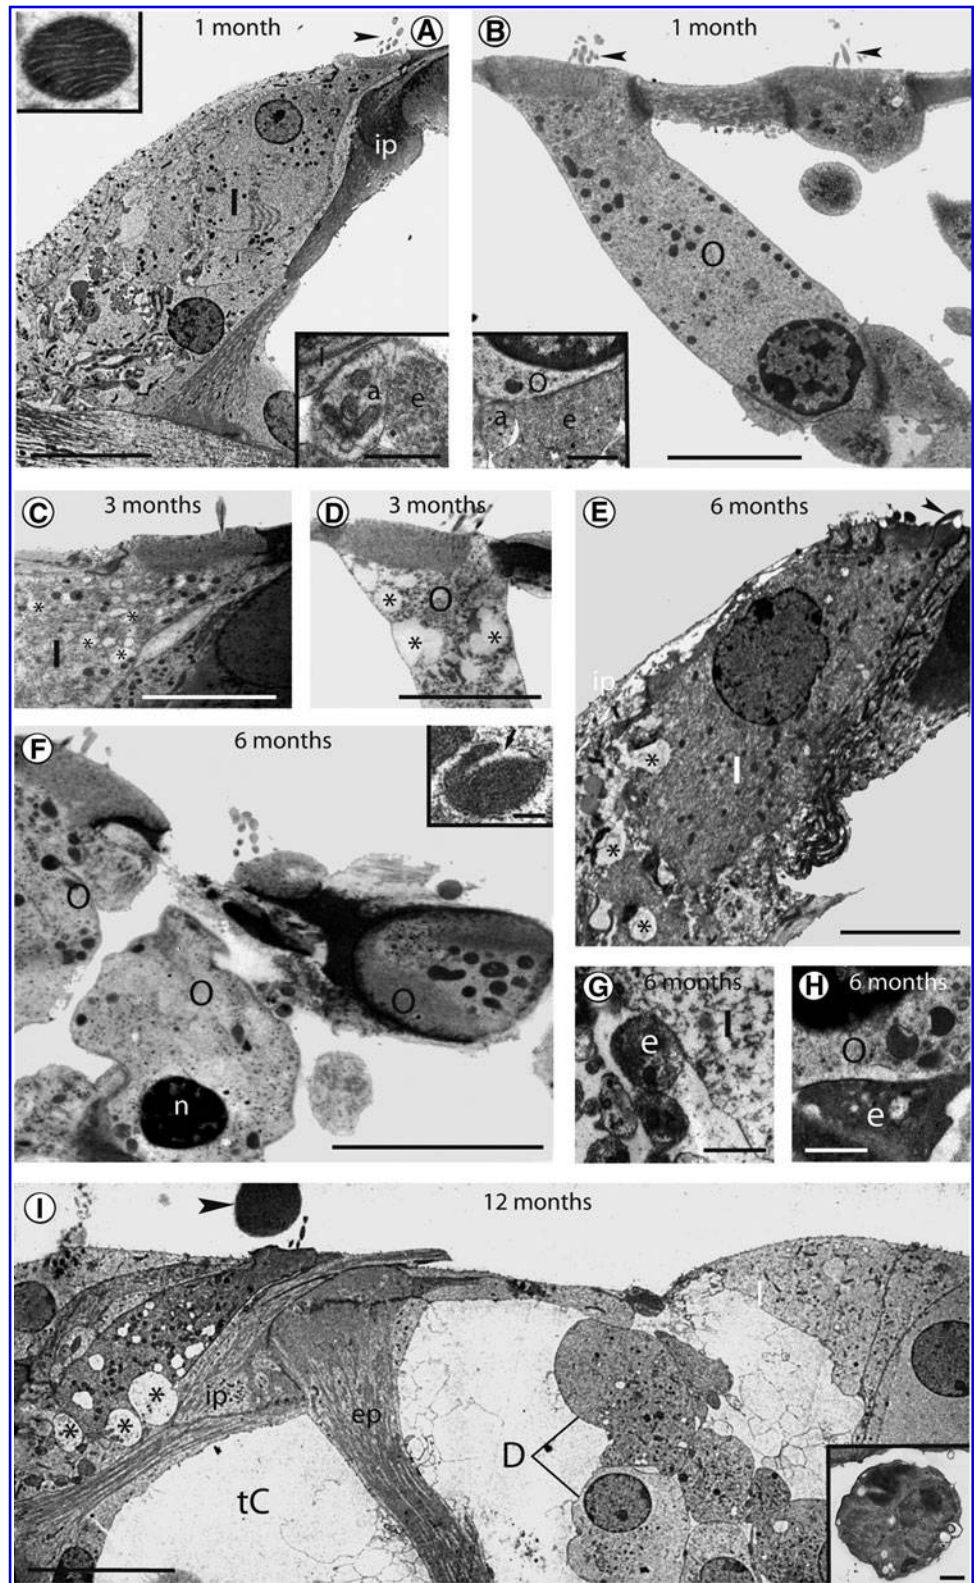 1 month A
ip
I
I a e
B 1 month
O
O
a e
C 3 months
* * * *
I
D 3 months
O
* * *
E 6 months
ip
*
I
*
*
F 6 months
O
O O
n
G 6 months
I
e
H 6 months
O
e
I 12 months
I
* * *
ip
ep
D
tC